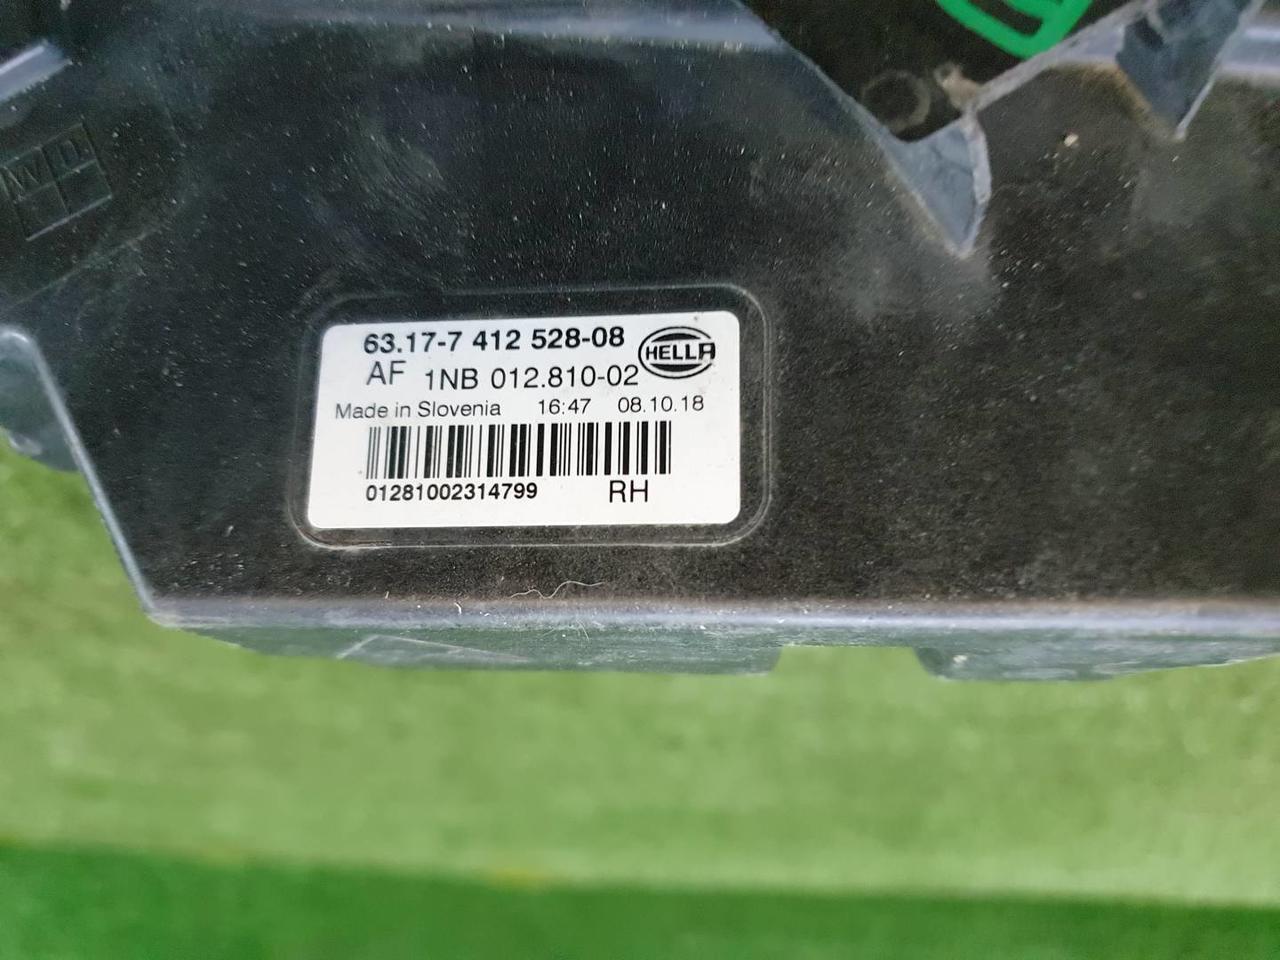 63.17-7 412 528-08
HELLA
AF 1NB 012.810-02
Made in Slovenia 16:47 08.10.18
01281002314799 RH